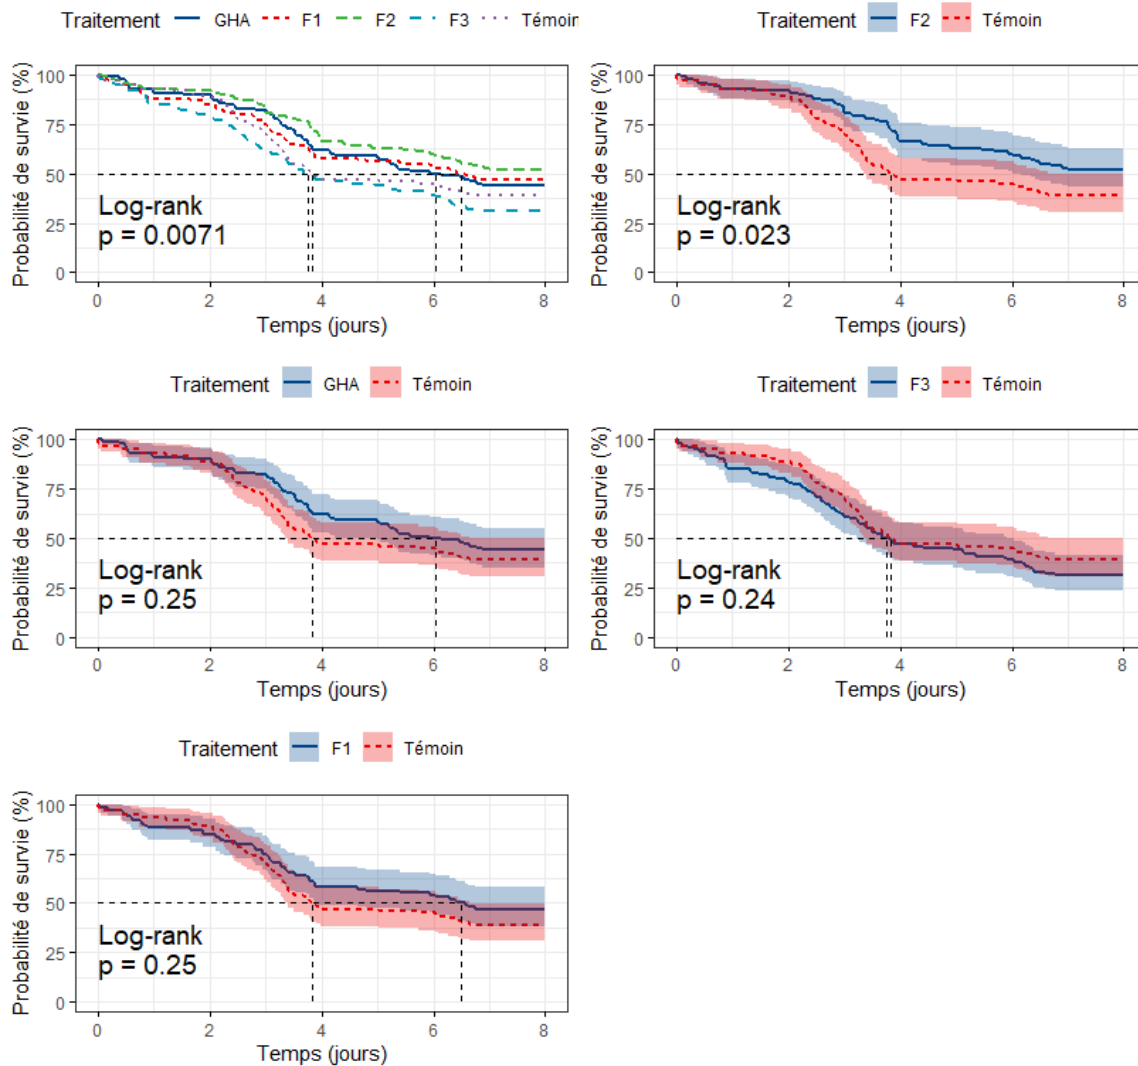 Traitement GHA F1 F2 F3 Témoin
Probabilité de survie (%)
100
75
50
25
0
Log-rank
p = 0.0071
0 2 4 6 8
Temps (jours)
Traitement F2 Témoin
Probabilité de survie (%)
100
75
50
25
0
Log-rank
p = 0.023
0 2 4 6 8
Temps (jours)
Traitement GHA Témoin
Probabilité de survie (%)
100
75
50
25
0
Log-rank
p = 0.25
0 2 4 6 8
Temps (jours)
Traitement F3 Témoin
Probabilité de survie (%)
100
75
50
25
0
Log-rank
p = 0.24
0 2 4 6 8
Temps (jours)
Traitement F1 Témoin
Probabilité de survie (%)
100
75
50
25
0
Log-rank
p = 0.25
0 2 4 6 8
Temps (jours)